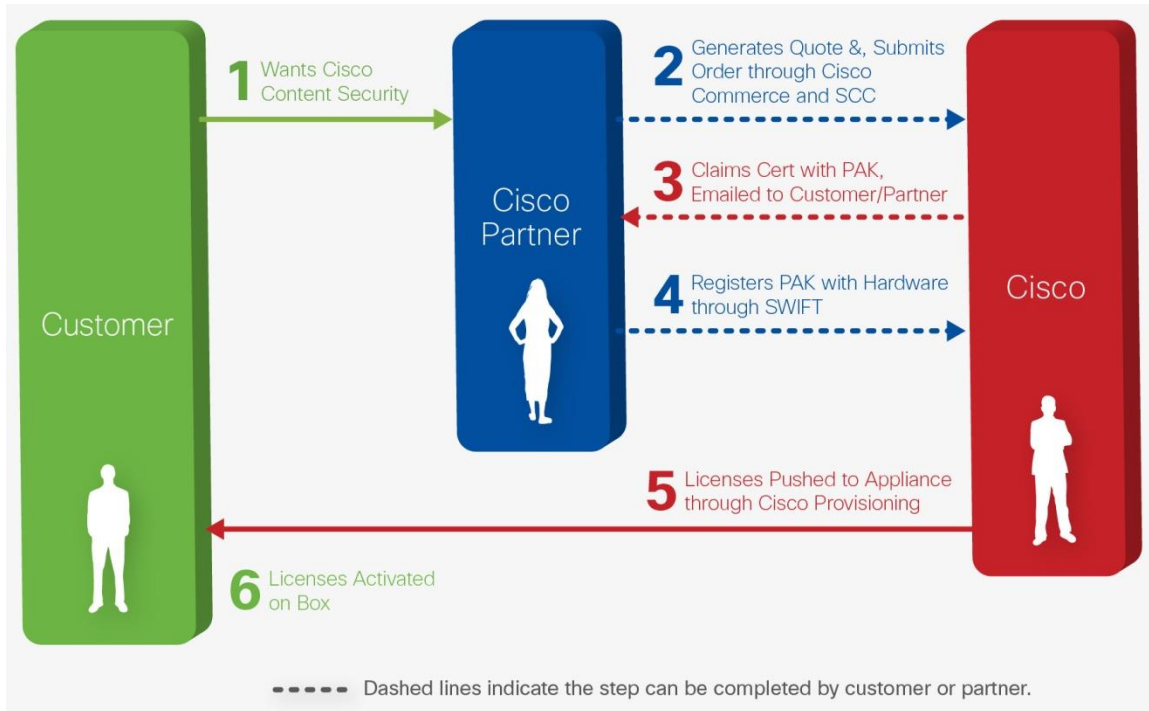 Customer
1 Wants Cisco
Content Security
Cisco
Partner
2 Generates Quote &, Submits
Order through Cisco
Commerce and SCC
3 Claims Cert with PAK,
Emailed to Customer/Partner
4 Registers PAK with Hardware
through SWIFT
Cisco
5 Licenses Pushed to Appliance
through Cisco Provisioning
6 Licenses Activated
on Box
Dashed lines indicate the step can be completed by customer or partner.